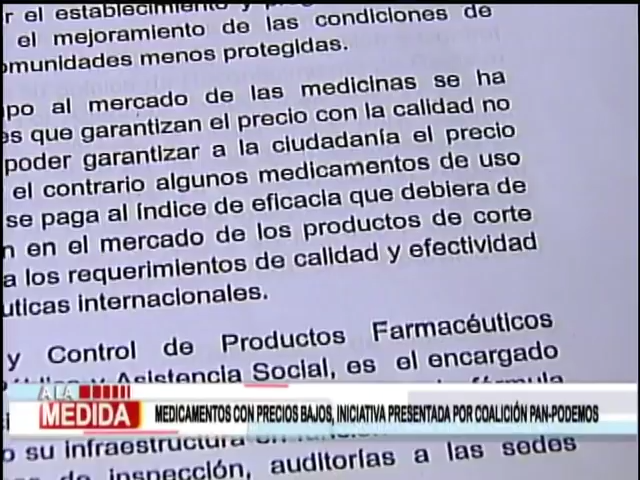 r el establecimiento y
el mejoramiento de las condiciones de
omunidades menos protegidas.
mpo al mercado de las medicinas se ha
es que garantizan el precio con la calidad no
poder garantizar a la ciudadanía el precio
el contrario algunos medicamentos de uso
se paga al índice de eficacia que debiera de
n en el mercado de los productos de corte
a los requerimientos de calidad y efectividad
uticas internacionales.
y Control de Productos Farmacéuticos
y Asistencia Social, es el encargado
fórmula
A LA
MEDIDA
MEDICAMENTOS CON PRECIOS BAJOS, INICIATIVA PRESENTADA POR COALICIÓN PAN-PODEMOS
o su infraestructura en
de inspección, auditorías a las sedes